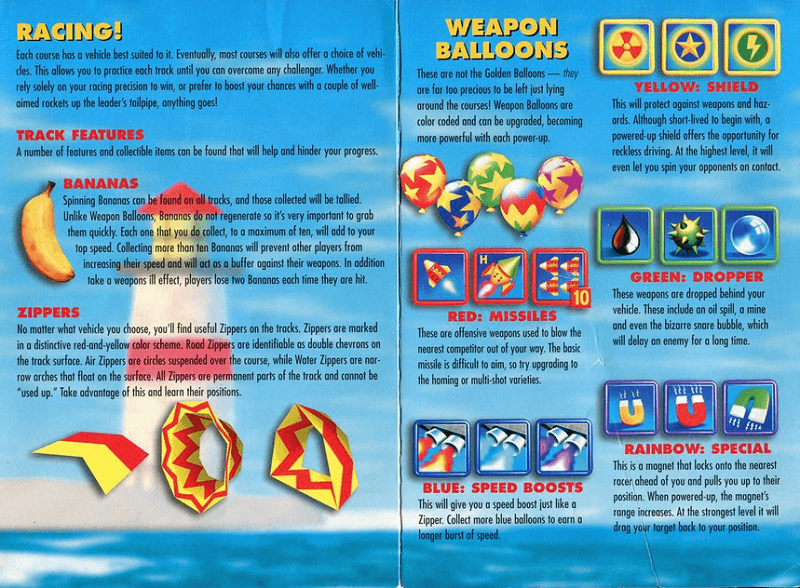 RACING!
Each course has a vehicle best suited to it. Eventually, most courses will also offer a choice of vehi-
cles. This allows you to practice each track until you can overcome any challenger. Whether you
rely solely on your racing precision to win, or prefer to boost your chances with a couple of well-
aimed rockets up the leader's tailpipe, anything goes!
TRACK FEATURES
A number of features and collectible items can be found that will help and hinder your progress.
BANANAS
Spinning Bananas can be found on all tracks, and those collected will be tallied.
Unlike Weapon Balloons, Bananas do not regenerate so it's very important to grab
them quickly. Each one that you do collect, to a maximum of ten, will add to your
top speed. Collecting more than ten Bananas will prevent other players from
increasing their speed and will act as a buffer against their weapons. In addition
take a weapons ill effect, players lose two Bananas each time they are hit.
ZIPPERS
No matter what vehicle you choose, you'll find useful Zippers on the tracks. Zippers are marked
in a distinctive red-and-yellow color scheme. Road Zippers are identifiable as double chevrons on
the track surface. Air Zippers are circles suspended over the course, while Water Zippers are nar-
row arches that float on the surface. All Zippers are permanent parts of the track and cannot be
"used up." Take advantage of this and learn their positions.
WEAPON
BALLOONS
These are not the Golden Balloons — they
are far too precious to be left just lying
around the courses! Weapon Balloons are
color coded and can be upgraded, becoming
more powerful with each power-up.
H
10
RED: MISSILES
These are offensive weapons used to blow the
nearest competitor out of your way. The basic
missile is difficult to aim, so try upgrading to
the homing or multi-shot varieties.
BLUE: SPEED BOOSTS
This will give you a speed boost just like a
Zipper. Collect more blue balloons to earn a
longer burst of speed.
YELLOW: SHIELD
This will protect against weapons and haz-
ards. Although short-lived to begin with, a
powered-up shield offers the opportunity for
reckless driving. At the highest level, it will
even let you spin your opponents on contact.
GREEN: DROPPER
These weapons are dropped behind your
vehicle. These include an oil spill, a mine
and even the bizarre snare bubble, which
will delay an enemy for a long time.
RAINBOW: SPECIAL
This is a magnet that locks onto the nearest
racer ahead of you and pulls you up to their
position. When powered-up, the magnet's
range increases. At the strongest level it will
drag your target back to your position.